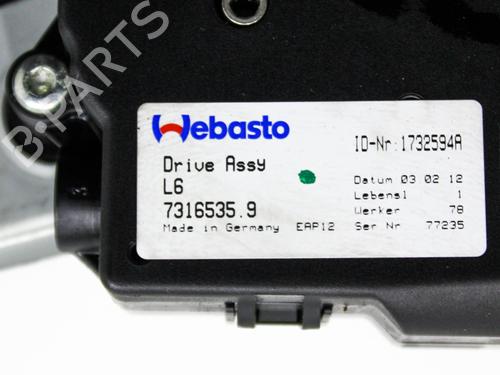 B-PARTS
Webasto
ID-Nr:1732594A
Drive Assy
L6
7316535.9
Made in Germany EAP12
Datum 03 02 12
Lebensl 1
Werker 78
Ser Nr 77235